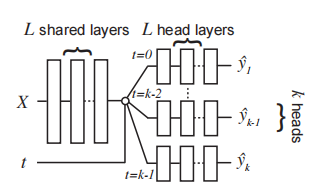 L shared layers
L head layers
t=0
ŷ₁
X
t=k-2
ŷₖ₋₁
k heads
t
t=k-1
ŷₖ